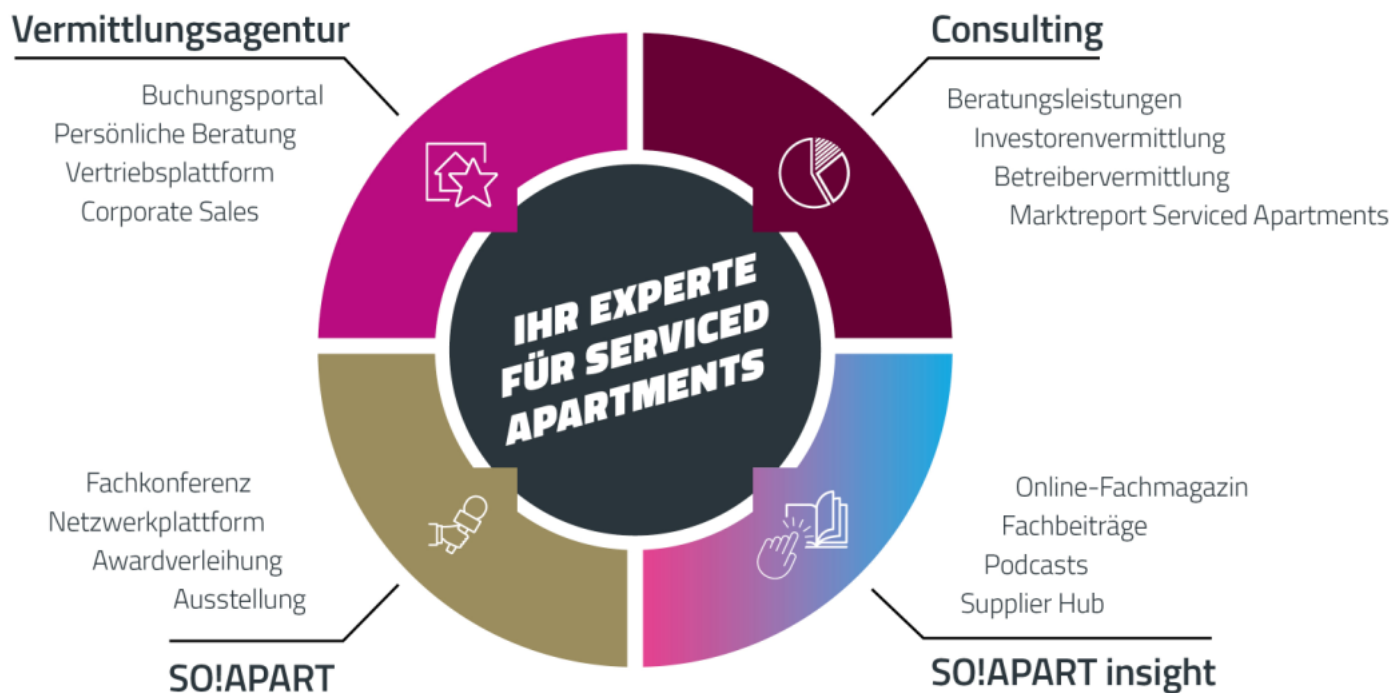 Vermittlungsagentur
Buchungsportal
Persönliche Beratung
Vertriebsplattform
Corporate Sales
Consulting
Beratungsleistungen
Investorenvermittlung
Betreibervermittlung
Marktreport Serviced Apartments
IHR EXPERTE
FÜR SERVICED
APARTMENTS
Fachkonferenz
Netzwerkplattform
Awardverleihung
Ausstellung
SO!APART
Online-Fachmagazin
Fachbeiträge
Podcasts
Supplier Hub
SO!APART insight